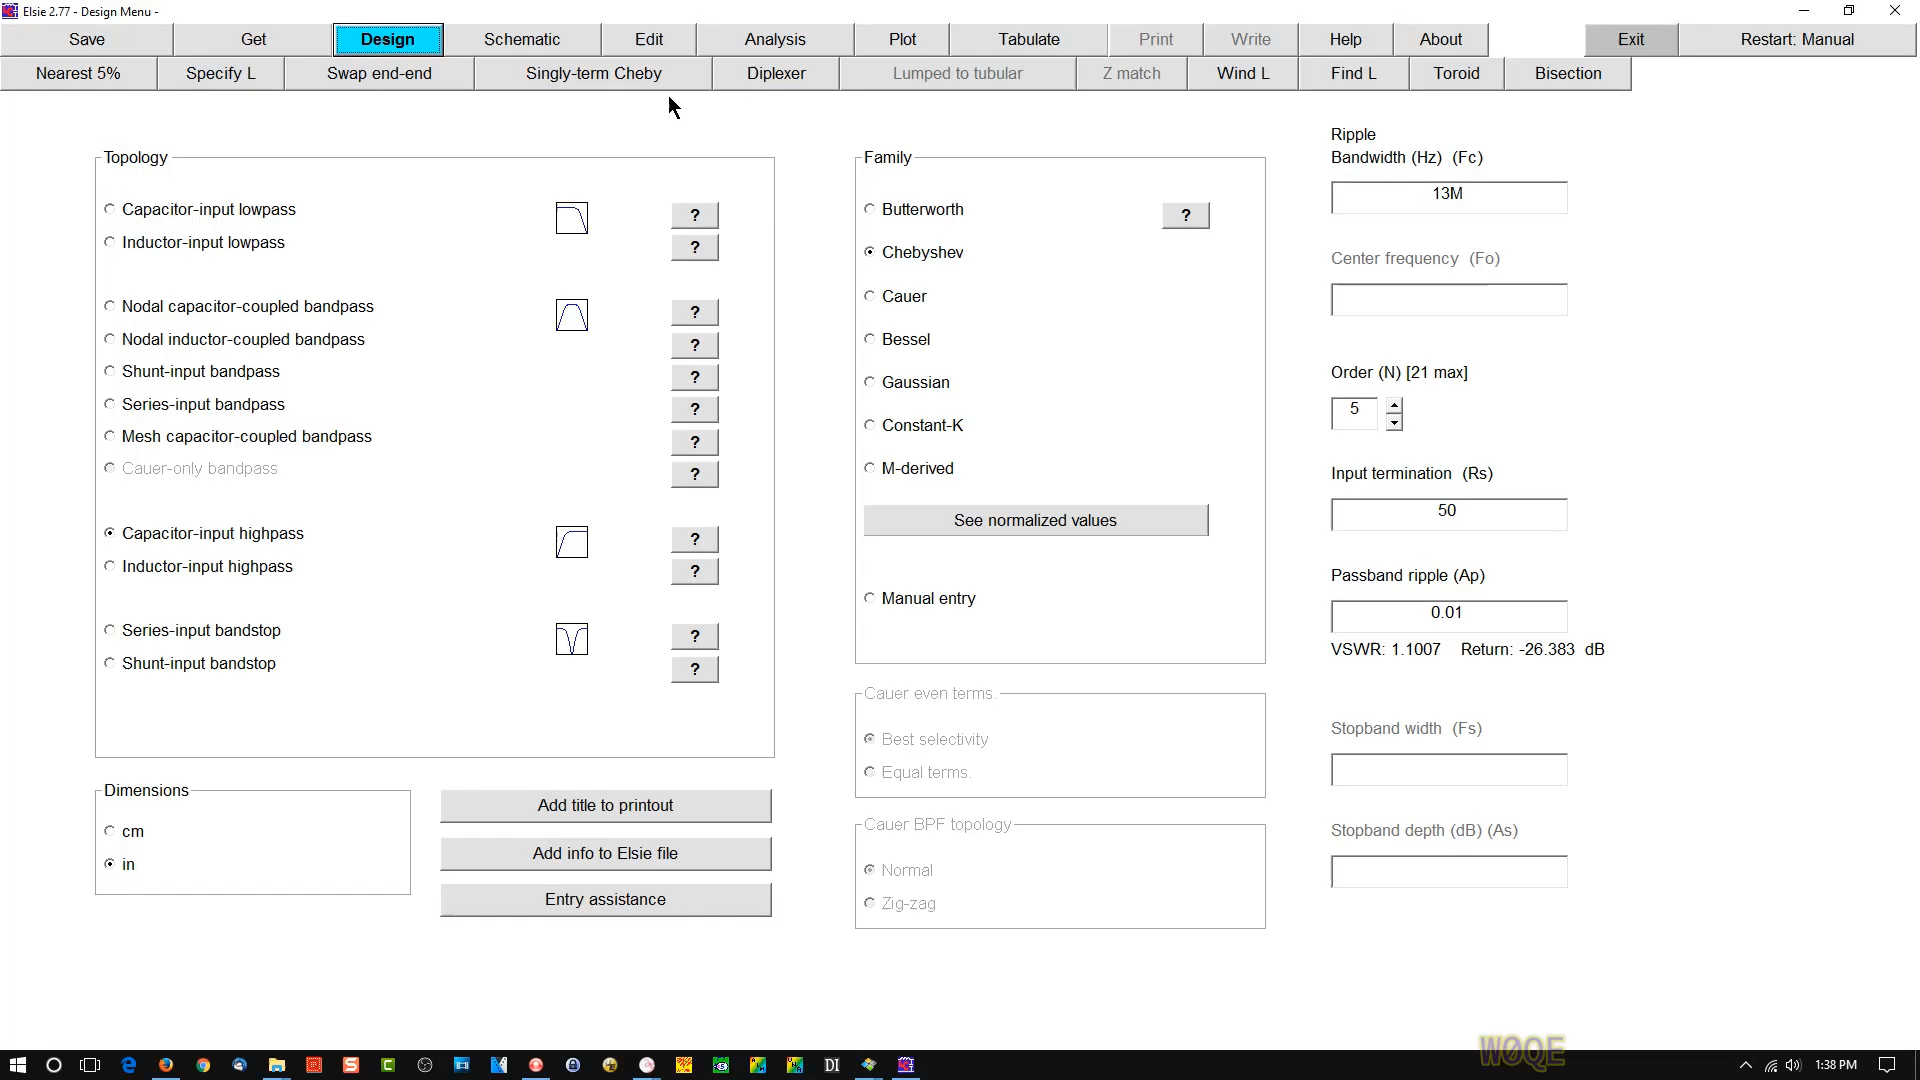 Elsie 2.77 - Design Menu -
Save Get Design Schematic Edit Analysis Plot Tabulate Print Write Help About Exit Restart: Manual
Nearest 5% Specify L Swap end-end Singly-term Cheby Diplexer Lumped to tubular Z match Wind L Find L Toroid Bisection
Topology
Capacitor-input lowpass ?
Inductor-input lowpass ?
Nodal capacitor-coupled bandpass ?
Nodal inductor-coupled bandpass ?
Shunt-input bandpass ?
Series-input bandpass ?
Mesh capacitor-coupled bandpass ?
Cauer-only bandpass ?
Capacitor-input highpass ?
Inductor-input highpass ?
Series-input bandstop ?
Shunt-input bandstop ?
Dimensions
cm
in
Add title to printout
Add info to Elsie file
Entry assistance
Family
Butterworth ?
Chebyshev
Cauer
Bessel
Gaussian
Constant-K
M-derived
See normalized values
Manual entry
Cauer even terms.
Best selectivity
Equal terms.
Cauer BPF topology
Normal
Zig-zag
Ripple
Bandwidth (Hz) (Fc)
13M
Center frequency (Fo)
Order (N) [21 max]
5
Input termination (Rs)
50
Passband ripple (Ap)
0.01
VSWR: 1.1007 Return: -26.383 dB
Stopband width (Fs)
Stopband depth (dB) (As)
W0QE
DI
1:38 PM